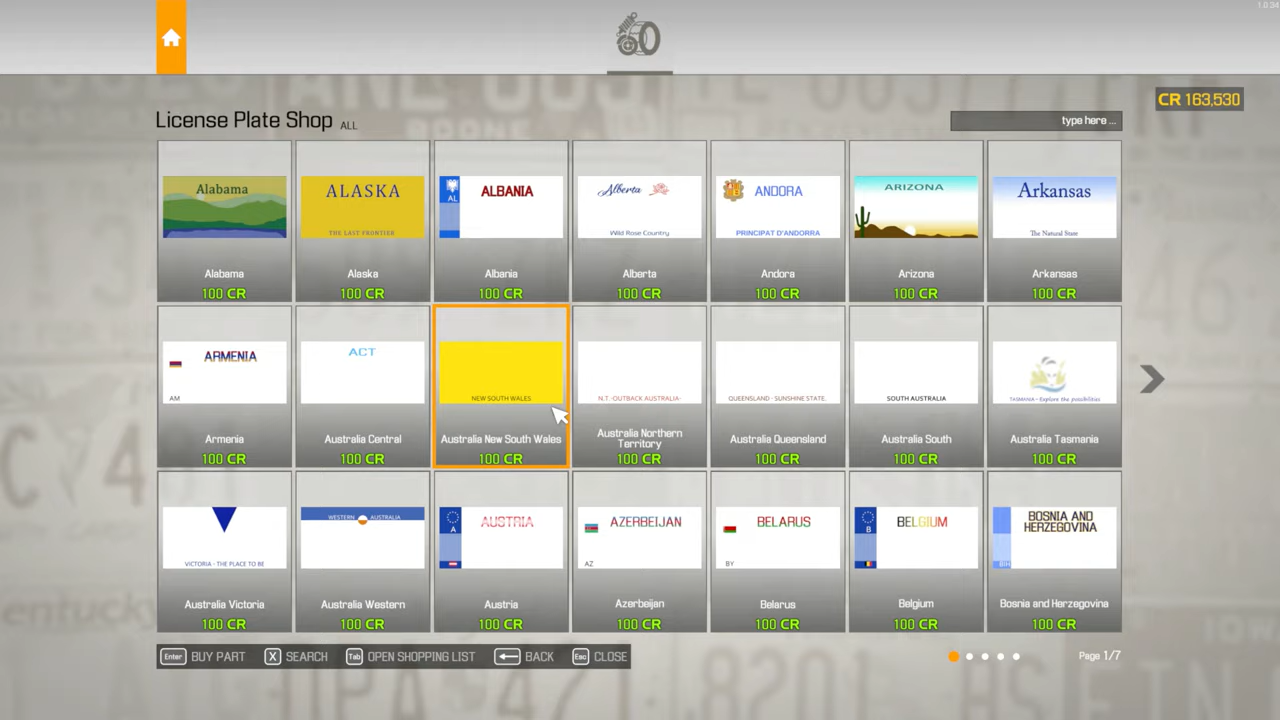 1.0.34
CR 163,530
License Plate Shop ALL
type here ...
Alabama
ALASKA
THE LAST FRONTIER
AL
ALBANIA
Alberta
Wild Rose Country
ANDORA
PRINCIPAT D'ANDORRA
ARIZONA
Arkansas
The Natural State
Alabama
Alaska
Albania
Alberta
Andora
Arizona
Arkansas
100 CR
100 CR
100 CR
100 CR
100 CR
100 CR
100 CR
ARMENIA
AM
ACT
NEW SOUTH WALES
N.T. -OUTBACK AUSTRALIA-
QUEENSLAND - SUNSHINE STATE.
SOUTH AUSTRALIA
TASMANIA - Explore the possibilities
Armenia
Australia Central
Australia New South Wales
Australia Northern
Territory
Australia Queensland
Australia South
Australia Tasmania
100 CR
100 CR
100 CR
100 CR
100 CR
100 CR
100 CR
VICTORIA - THE PLACE TO BE
WESTERN AUSTRALIA
A
AUSTRIA
AZERBEIJAN
AZ
BELARUS
BY
B
BELGIUM
BOSNIA AND
HERZEGOVINA
BIH
Australia Victoria
Australia Western
Austria
Azerbeijan
Belarus
Belgium
Bosnia and Herzegovina
100 CR
100 CR
100 CR
100 CR
100 CR
100 CR
100 CR
Enter BUY PART X SEARCH Tab OPEN SHOPPING LIST BACK Esc CLOSE
Page 1/7